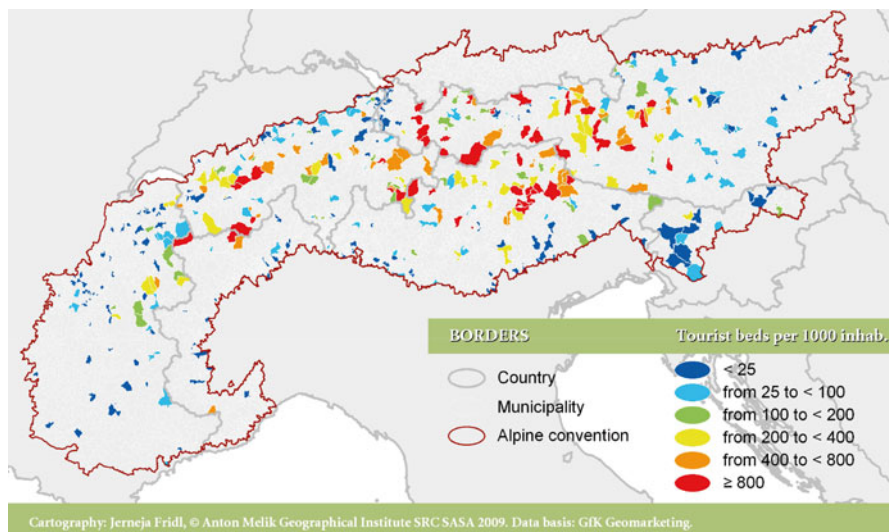 BORDERS
Tourist beds per 1000 inhab.
Country
Municipality
Alpine convention
< 25
from 25 to < 100
from 100 to < 200
from 200 to < 400
from 400 to < 800
≥ 800
Cartography: Jerneja Fridl, © Anton Melik Geographical Institute SRC SASA 2009. Data basis: GfK Geomarketing.